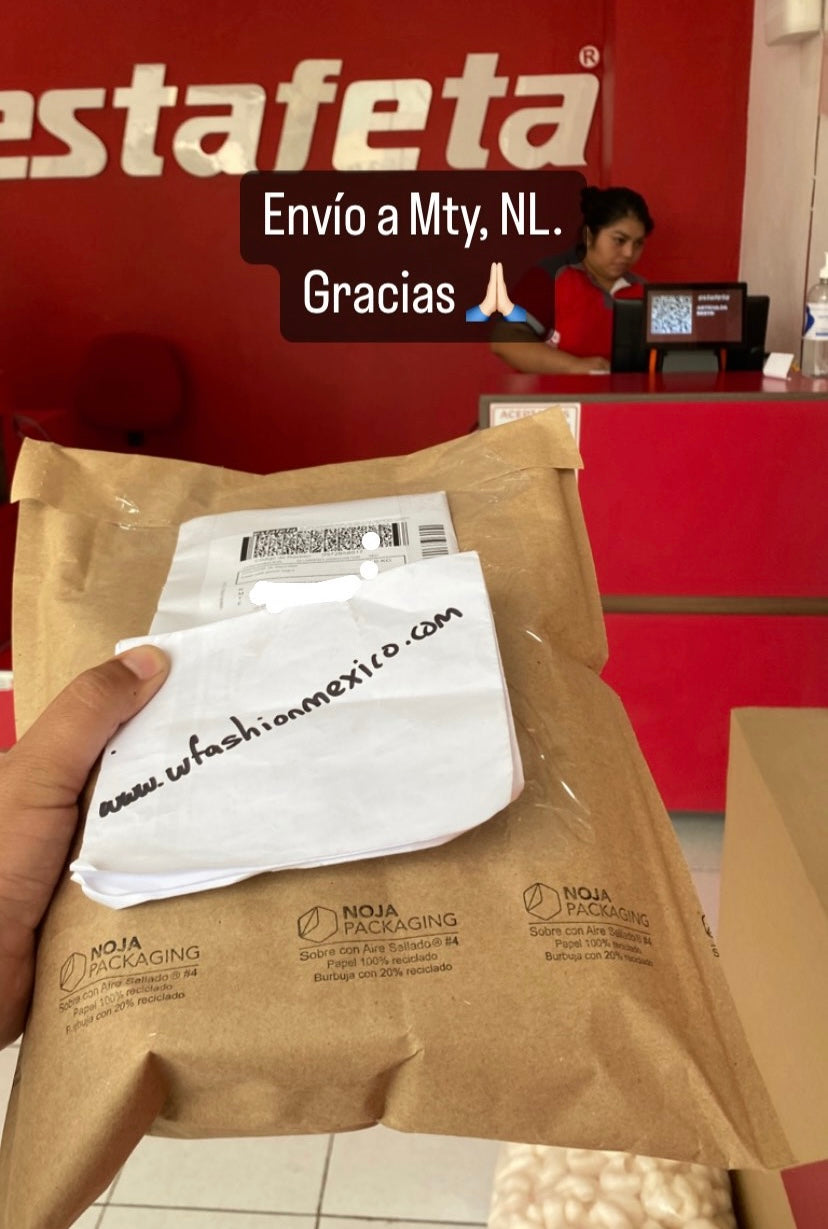 estafeta®
Envío a Mty, NL.
Gracias 🙏🏻
estafeta
www.wfashionmexico.com
NOJA
PACKAGING
Sobre con Aire Sellado® #4
Papel 100% reciclado
Burbuja con 20% reciclado
NOJA
PACKAGING
Sobre con Aire Sellado® #4
Papel 100% reciclado
Burbuja con 20% reciclado
NOJA
PACKAGING
Sobre con Aire Sellado® #4
Papel 100% reciclado
Burbuja con 20% reciclado